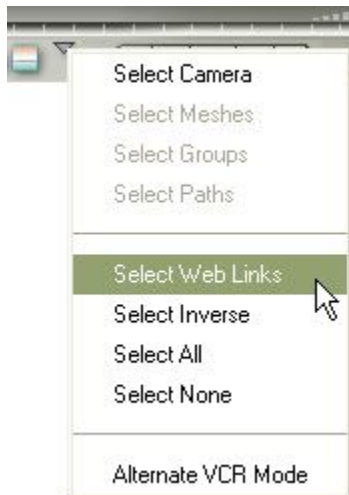 Select Camera
Select Meshes
Select Groups
Select Paths
Select Web Links
Select Inverse
Select All
Select None
Alternate VCR Mode